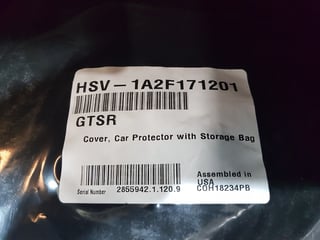 HSV-1A2F171201
GTSR
Cover, Car Protector with Storage Bag
Assembled in
USA
Serial Number 2855942.1.120.9 COH18234PB